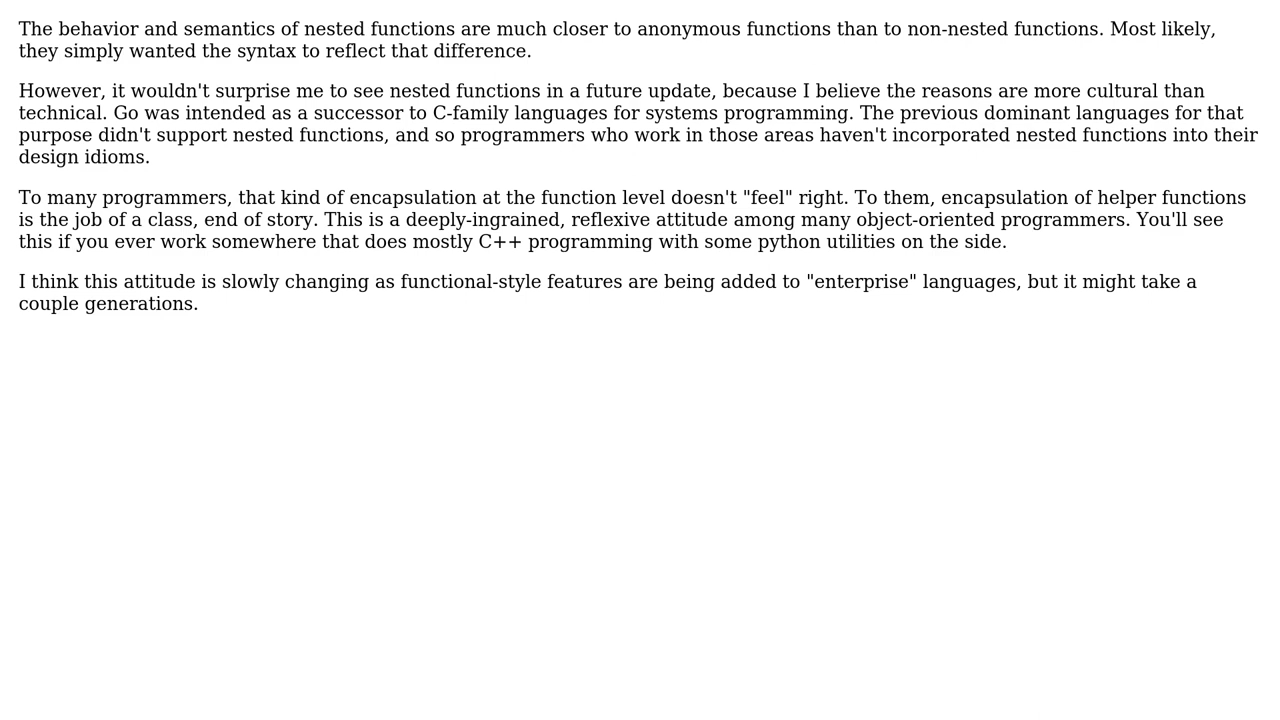 The behavior and semantics of nested functions are much closer to anonymous functions than to non-nested functions. Most likely,
they simply wanted the syntax to reflect that difference.
However, it wouldn't surprise me to see nested functions in a future update, because I believe the reasons are more cultural than
technical. Go was intended as a successor to C-family languages for systems programming. The previous dominant languages for that
purpose didn't support nested functions, and so programmers who work in those areas haven't incorporated nested functions into their
design idioms.
To many programmers, that kind of encapsulation at the function level doesn't "feel" right. To them, encapsulation of helper functions
is the job of a class, end of story. This is a deeply-ingrained, reflexive attitude among many object-oriented programmers. You'll see
this if you ever work somewhere that does mostly C++ programming with some python utilities on the side.
I think this attitude is slowly changing as functional-style features are being added to "enterprise" languages, but it might take a
couple generations.